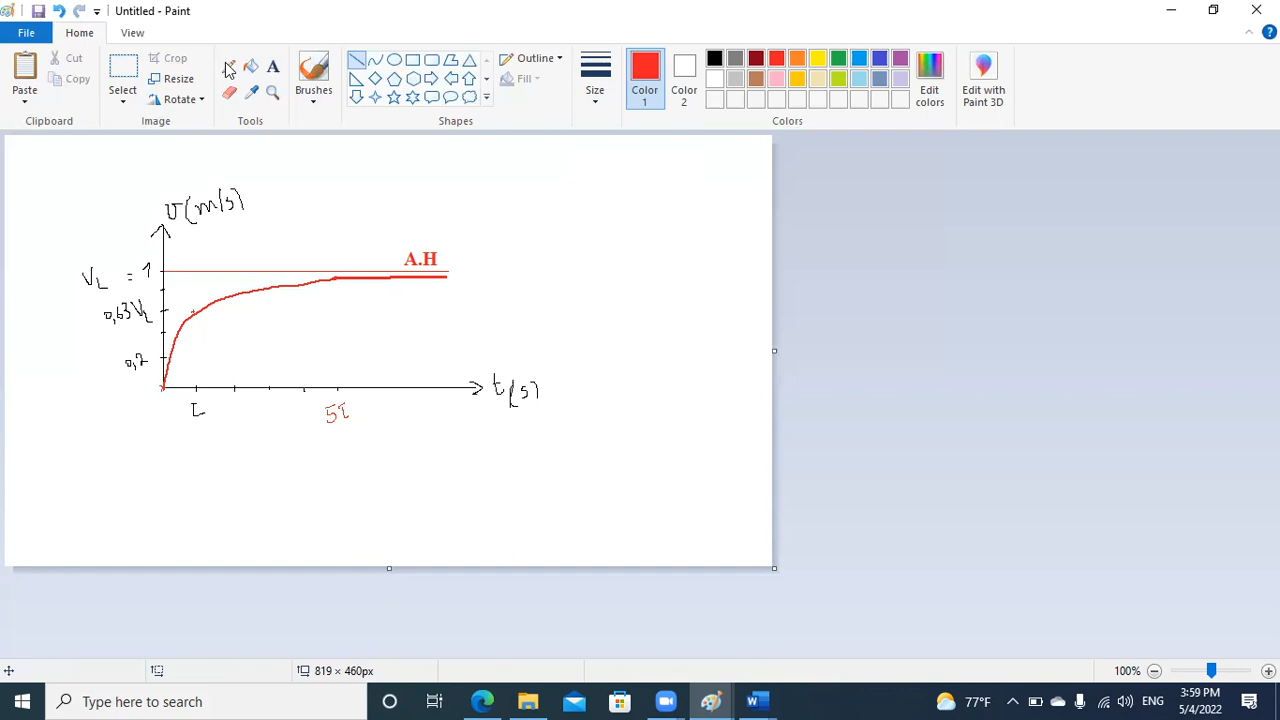 Untitled - Paint
File Home View
Paste
Cut
Copy
Clipboard
Select
Crop
Resize
Rotate
Image
A
Tools
Brushes
Outline
Fill
Shapes
Size
Color 1
Color 2
Colors
Edit colors
Edit with Paint 3D
v(m/s)
A.H
VL = 1
0,63VL
0,2
t(s)
τ
5τ
819 × 460px
100%
Type here to search
W
77°F
ENG
3:59 PM
5/4/2022